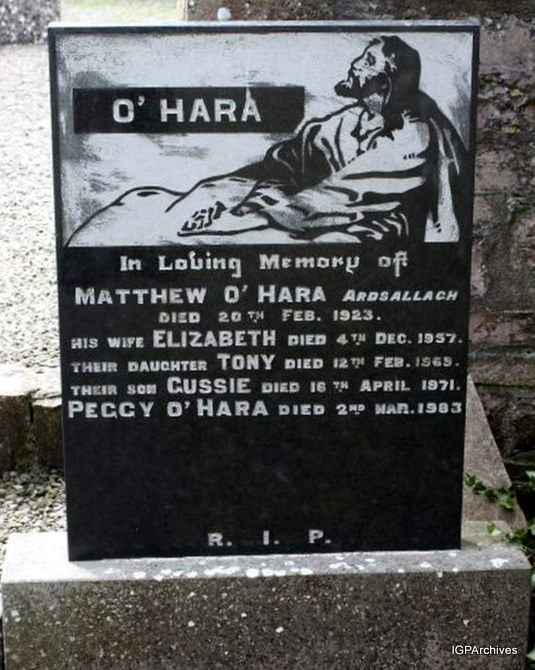 O' HARA
In Loving Memory of
MATTHEW O' HARA ARDSALLAGH
DIED 20TH FEB. 1923.
HIS WIFE ELIZABETH DIED 4TH DEC. 1957.
THEIR DAUGHTER TONY DIED 12TH FEB. 1969.
THEIR SON GUSSIE DIED 16TH APRIL 1971.
PEGGY O'HARA DIED 2ND MAR. 1983
R. I. P.
IGPArchives